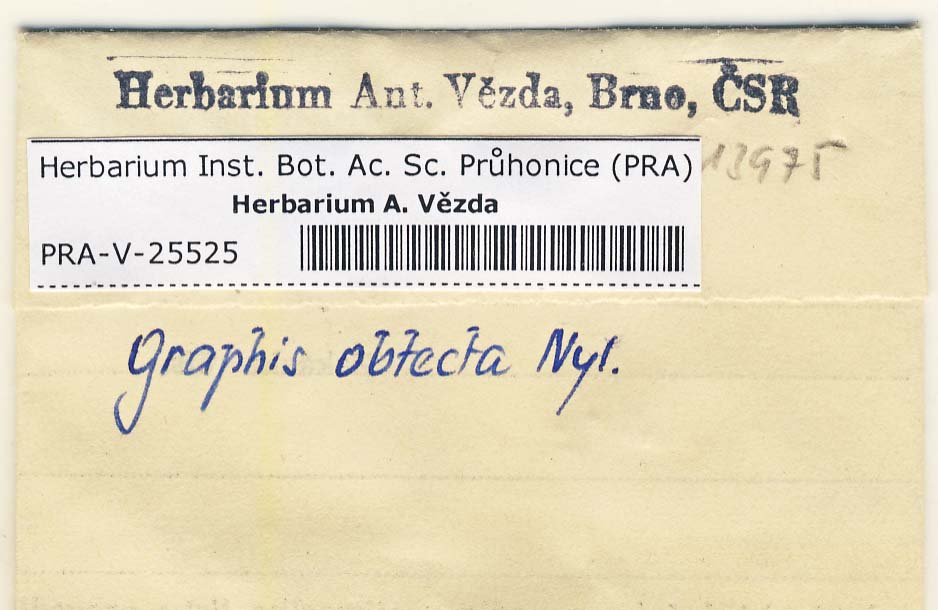 Herbarium Ant. Vězda, Brno, ČSR
13975
Herbarium Inst. Bot. Ac. Sc. Průhonice (PRA)
Herbarium A. Vězda
PRA-V-25525
Graphis obtecta Nyl.